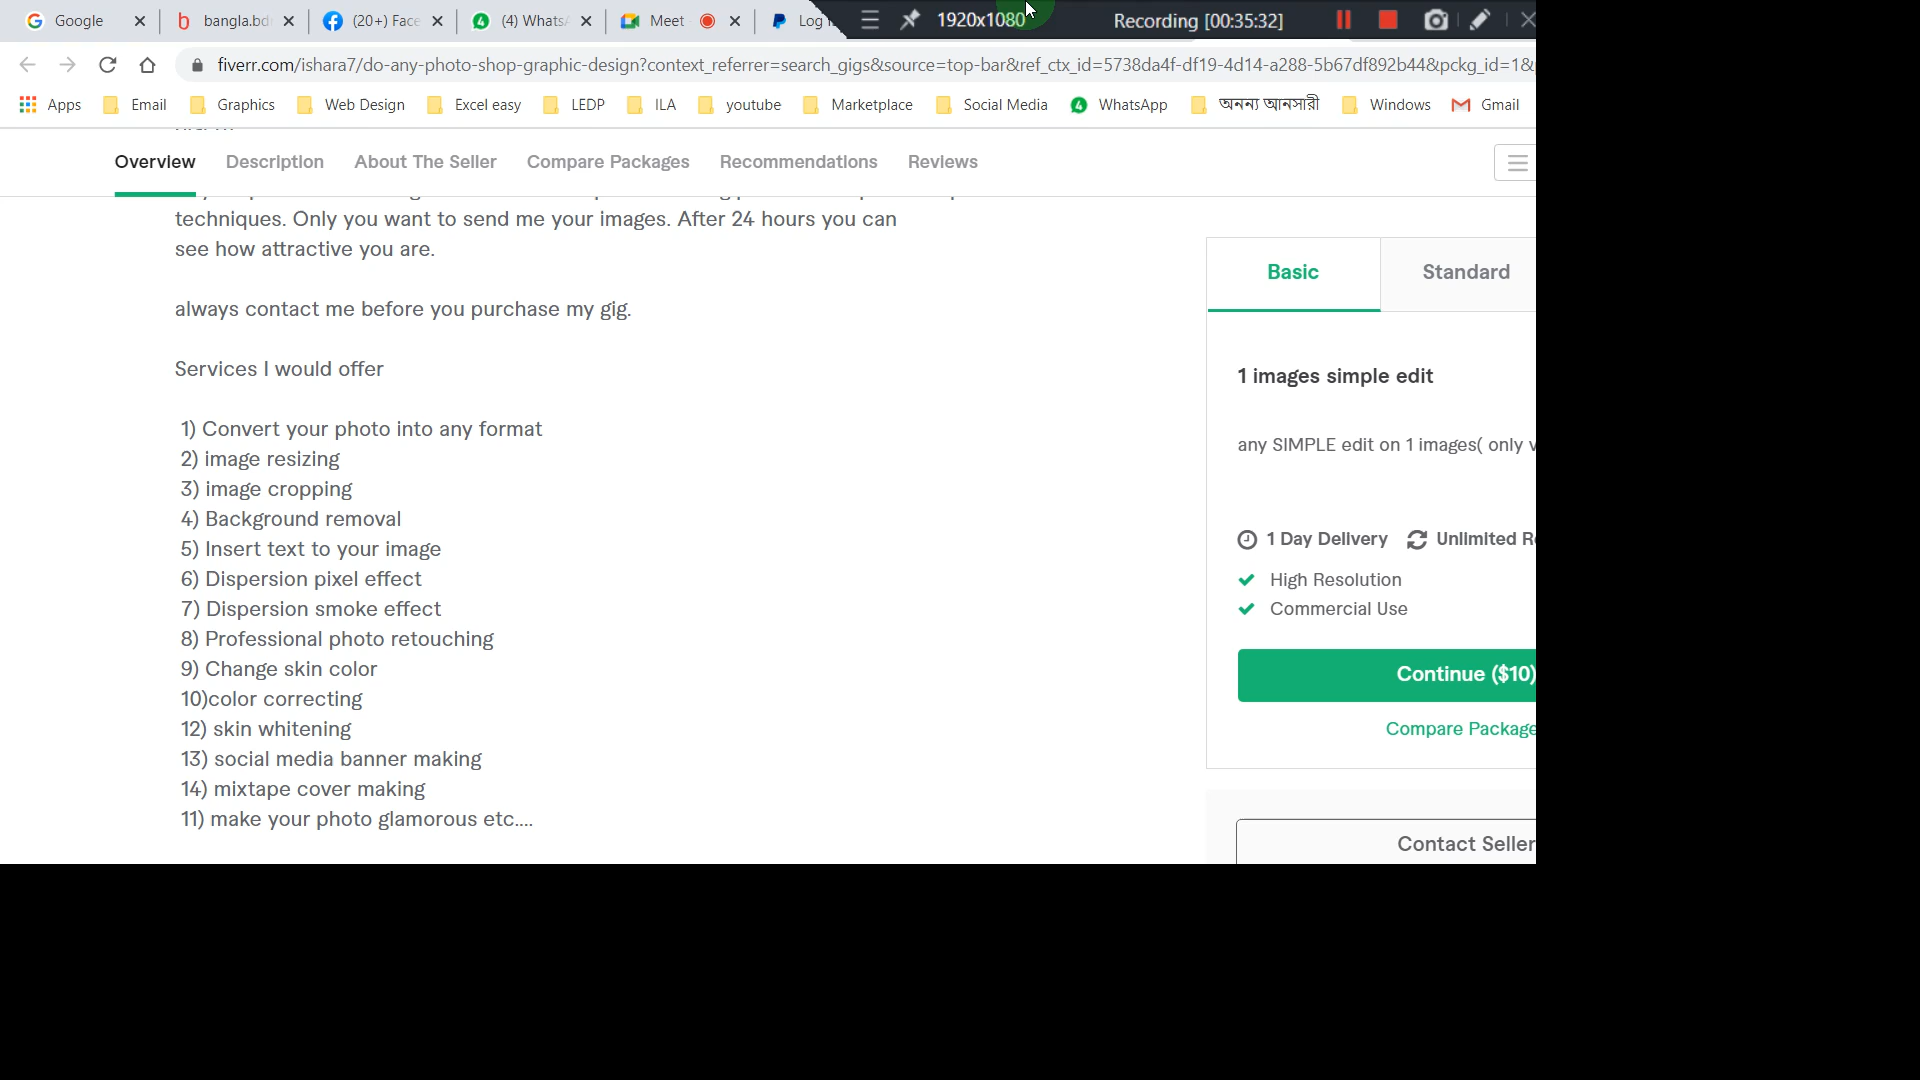 Google
bangla.bd
(20+) Face
(4) Whats
Meet
Log
1920x1080
Recording [00:35:32]
fiverr.com/ishara7/do-any-photo-shop-graphic-design?context_referrer=search_gigs&source=top-bar&ref_ctx_id=5738da4f-df19-4d14-a288-5b67df892b44&pckg_id=1&
Apps
Email
Graphics
Web Design
Excel easy
LEDP
ILA
youtube
Marketplace
Social Media
WhatsApp
অনন্য আনসারী
Windows
Gmail
Overview
Description
About The Seller
Compare Packages
Recommendations
Reviews
techniques. Only you want to send me your images. After 24 hours you can
see how attractive you are.
always contact me before you purchase my gig.
Services I would offer
1) Convert your photo into any format
2) image resizing
3) image cropping
4) Background removal
5) Insert text to your image
6) Dispersion pixel effect
7) Dispersion smoke effect
8) Professional photo retouching
9) Change skin color
10)color correcting
12) skin whitening
13) social media banner making
14) mixtape cover making
11) make your photo glamorous etc....
Basic
Standard
1 images simple edit
any SIMPLE edit on 1 images( only
1 Day Delivery
Unlimited R
High Resolution
Commercial Use
Continue ($10)
Compare Package
Contact Seller